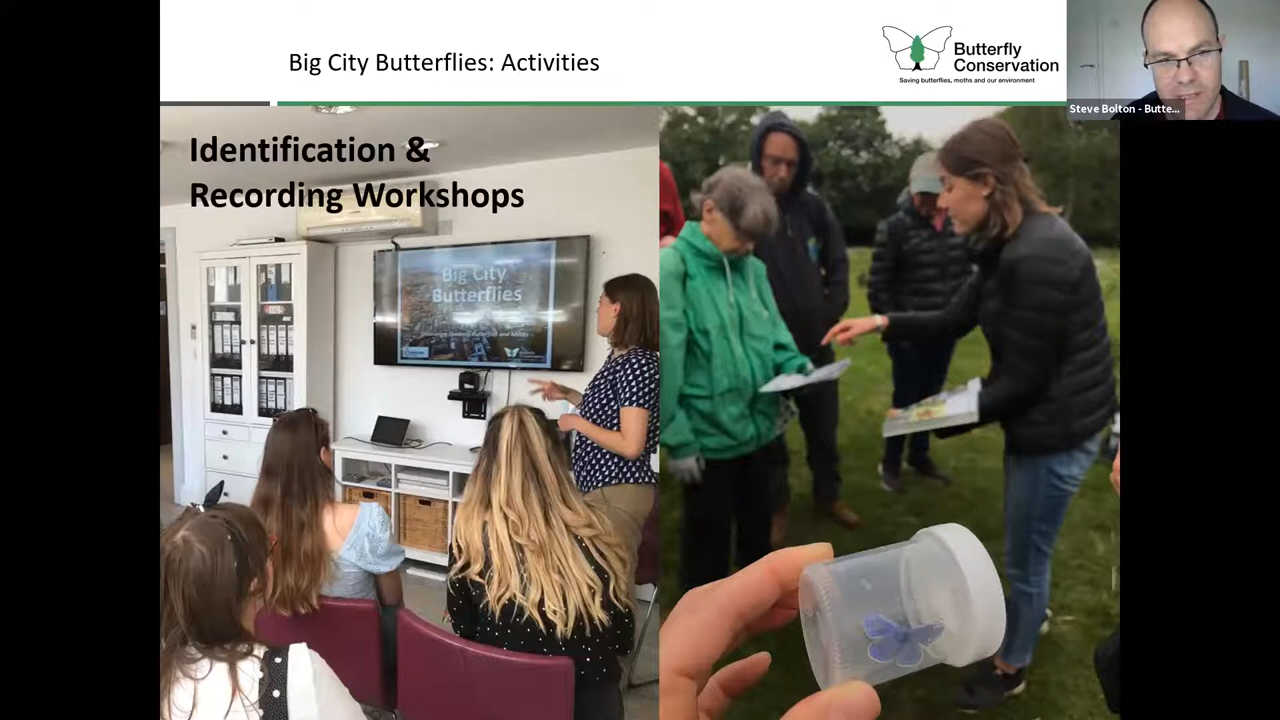 Big City Butterflies: Activities
Butterfly
Conservation
Saving butterflies, moths and our environment
Steve Bolton - Butte...
Identification &
Recording Workshops
Big City
Butterflies